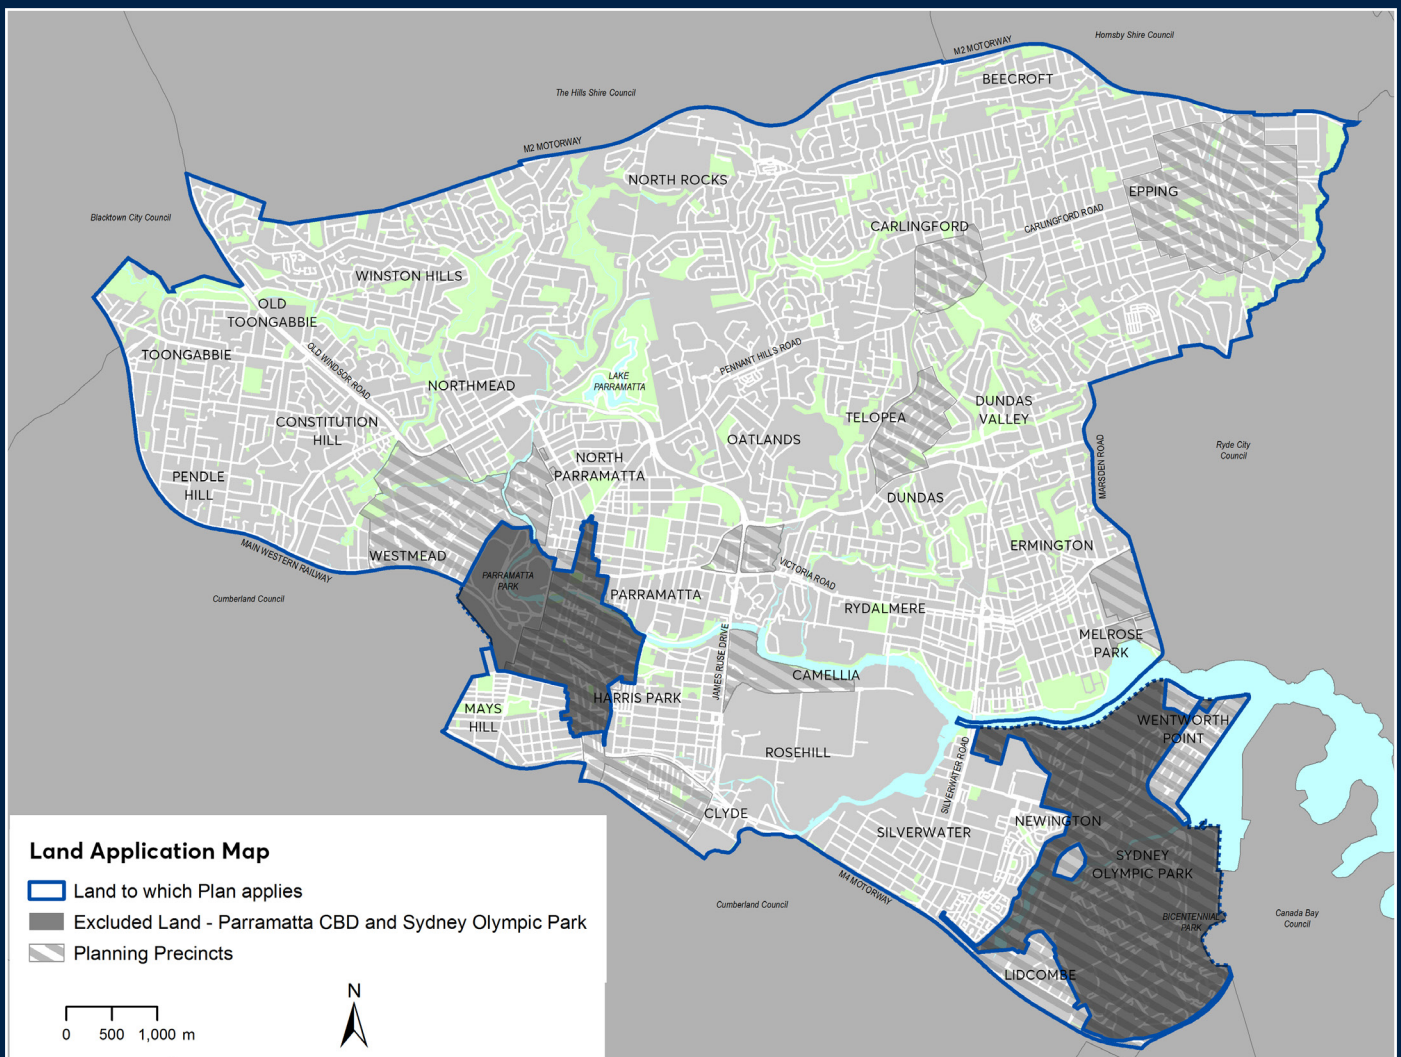 Hornsby Shire Council
M2 MOTORWAY
BEECROFT
The Hills Shire Council
M2 MOTORWAY
NORTH ROCKS
EPPING
Blacktown City Council
CARLINGFORD
CARLINGFORD ROAD
WINSTON HILLS
OLD
TOONGABBIE
TOONGABBIE
OLD WINDSOR ROAD
PENNANT HILLS ROAD
NORTHMEAD
LAKE
PARRAMATTA
DUNDAS
VALLEY
TELOPEA
CONSTITUTION
HILL
OATLANDS
Ryde City
Council
MARSDEN ROAD
NORTH
PARRAMATTA
PENDLE
HILL
DUNDAS
MAIN WESTERN RAILWAY
WESTMEAD
ERMINGTON
PARRAMATTA
PARK
VICTORIA ROAD
Cumberland Council
PARRAMATTA
RYDALMERE
MELROSE
PARK
JAMES RUSE DRIVE
CAMELLIA
HARRIS PARK
MAYS
HILL
WENTWORTH
POINT
ROSEHILL
SILVERWATER ROAD
CLYDE
SILVERWATER
NEWINGTON
SYDNEY
OLYMPIC PARK
M4 MOTORWAY
Cumberland Council
BICENTENNIAL
PARK
Canada Bay
Council
LIDCOMBE
Land Application Map
Land to which Plan applies
Excluded Land - Parramatta CBD and Sydney Olympic Park
Planning Precincts
0 500 1,000 m
N